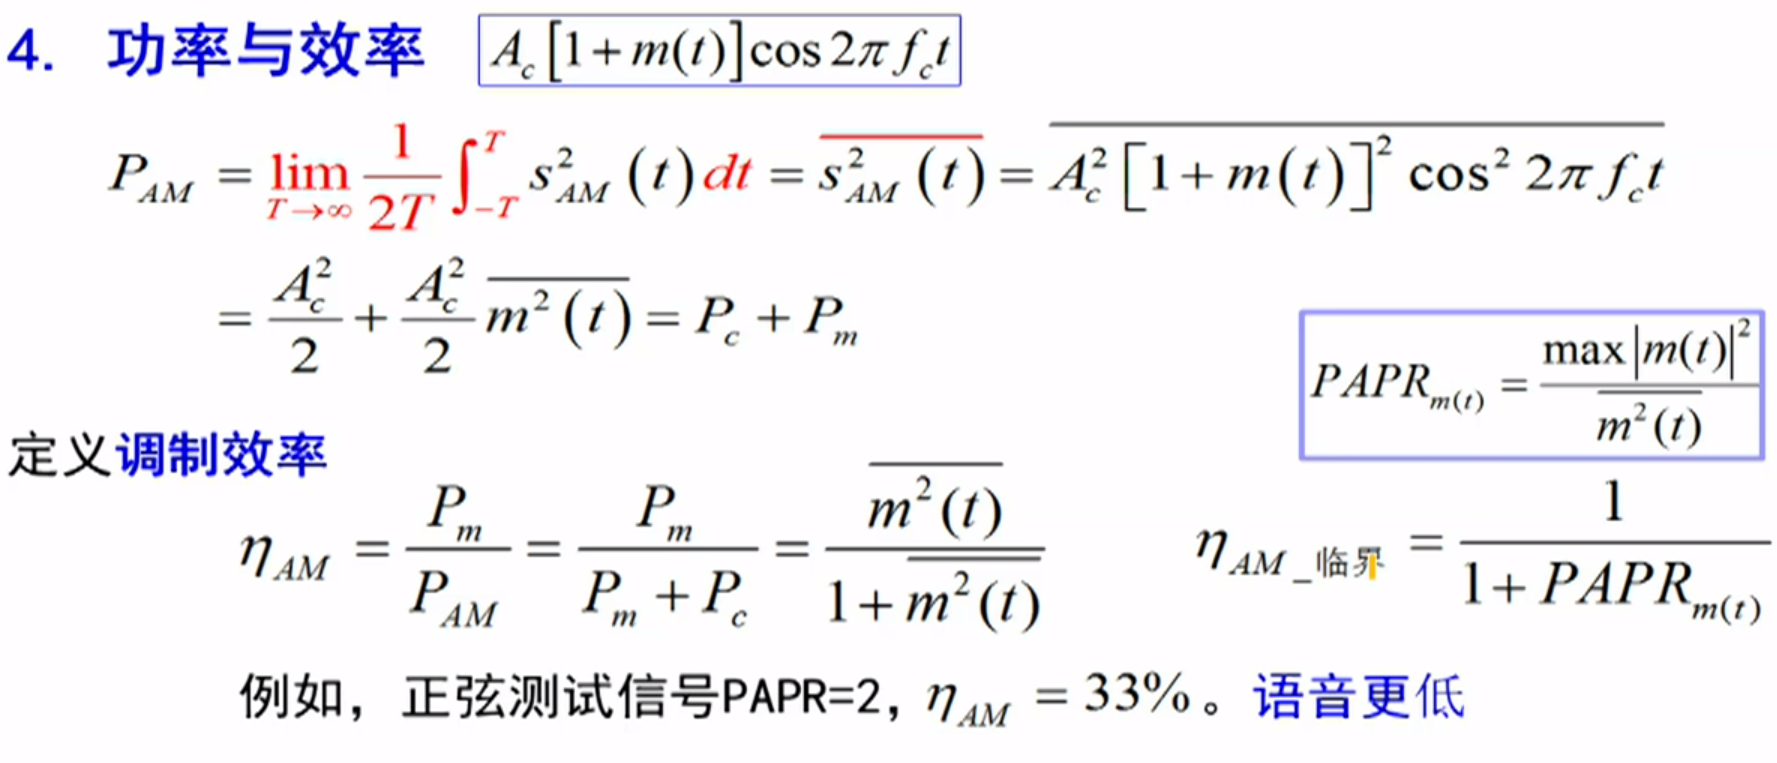 4. 功率与效率 $A_c[1+m(t)]\cos 2\pi f_c t$
$P_{AM} = \lim_{T\to\infty} \frac{1}{2T} \int_{-T}^{T} s_{AM}^2(t)dt = \overline{s_{AM}^2(t)} = \overline{A_c^2[1+m(t)]^2 \cos^2 2\pi f_c t}$
$= \frac{A_c^2}{2} + \frac{A_c^2}{2}\overline{m^2(t)} = P_c + P_m$
$PAPR_{m(t)} = \frac{\max|m(t)|^2}{\overline{m^2(t)}}$
定义调制效率
$\eta_{AM} = \frac{P_m}{P_{AM}} = \frac{P_m}{P_m + P_c} = \frac{\overline{m^2(t)}}{1+\overline{m^2(t)}}$ $\eta_{AM\_临界} = \frac{1}{1+PAPR_{m(t)}}$
例如，正弦测试信号PAPR=2，$\eta_{AM} = 33\%$。语音更低